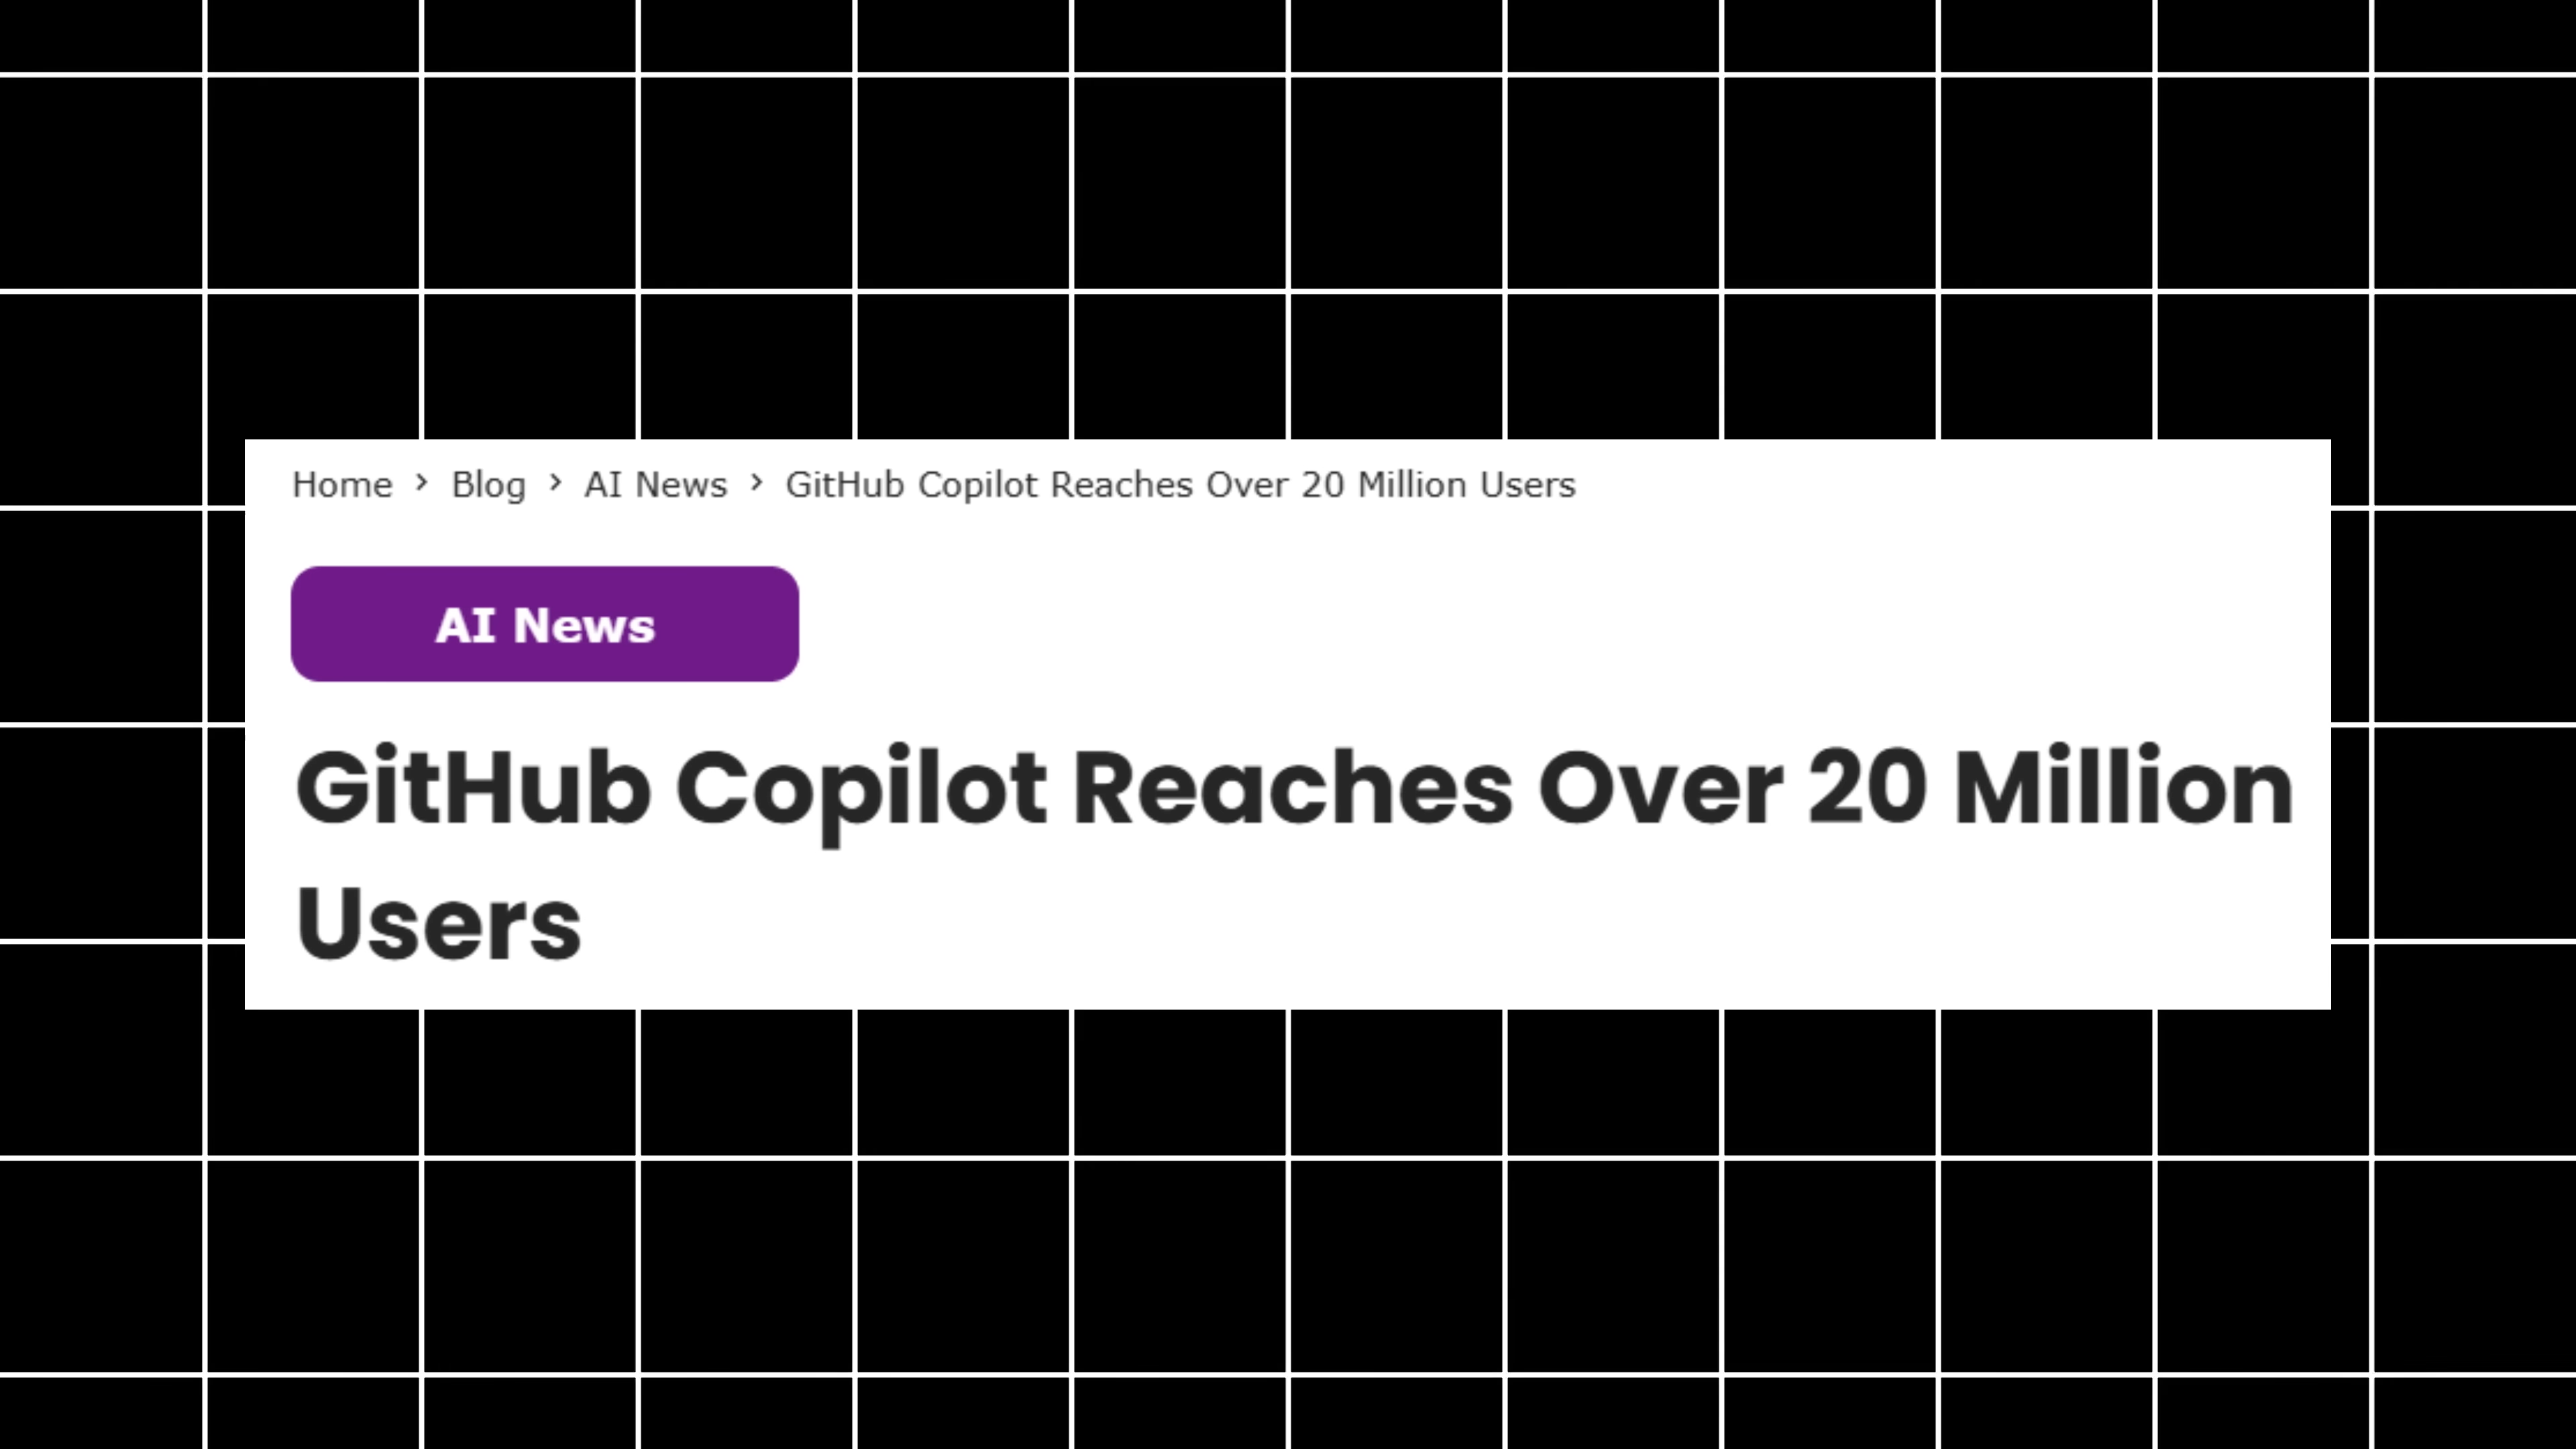 Home › Blog › AI News › GitHub Copilot Reaches Over 20 Million Users
AI News
GitHub Copilot Reaches Over 20 Million
Users